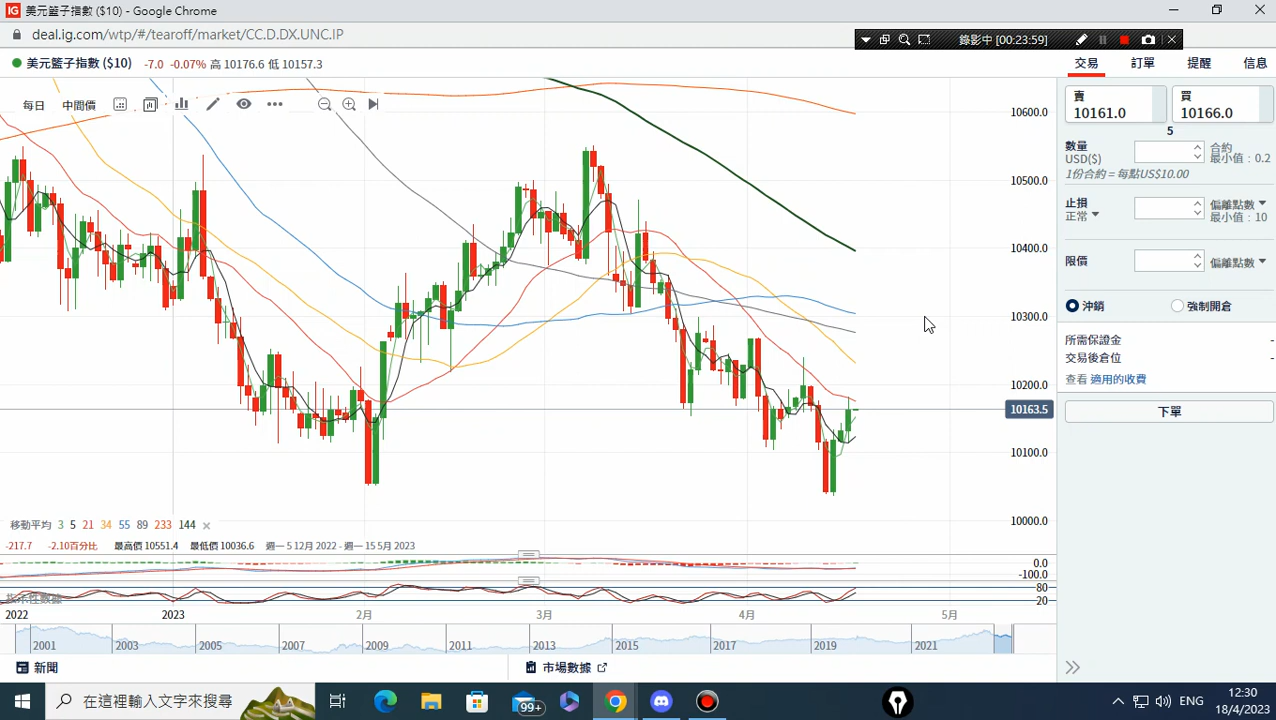 美元籃子指數 ($10) - Google Chrome
deal.ig.com/wtp/#/tearoff/market/CC.D.DX.UNC.IP
錄影中 [00:23:59]
美元籃子指數 ($10) -7.0 -0.07% 高 10176.6 低 10157.3
交易 訂單 提醒 信息
每日 中間價
賣 10161.0
買 10166.0
5
數量
USD($)
合約
最小值 : 0.2
1份合約 = 每點US$10.00
止損
正常
偏離點數
最小值 : 10
限價
偏離點數
沖銷 強制開倉
所需保證金 -
交易後倉位 -
查看 適用的收費
下單
10600.0
10500.0
10400.0
10300.0
10200.0
10163.5
10100.0
10000.0
移動平均 3 5 21 34 55 89 233 144
-217.7 -2.10百分比 最高價 10551.4 最低價 10036.6 週一 5 12月 2022 - 週一 15 5月 2023
0.0
-100.0
80
20
指示性數據
2022 2023 2月 3月 4月 5月
2001 2003 2005 2007 2009 2011 2013 2015 2017 2019 2021
新聞
市場數據
在這裡輸入文字來搜尋
99+
ENG
12:30
18/4/2023